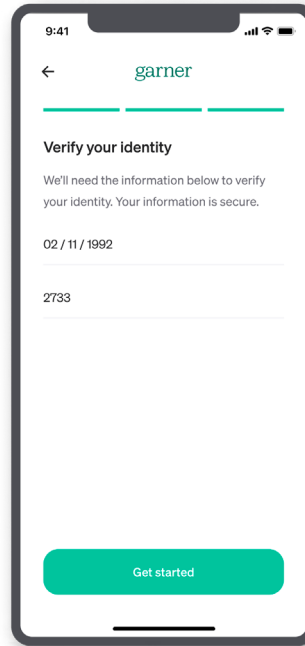 9:41
garner
Verify your identity
We'll need the information below to verify
your identity. Your information is secure.
02 / 11 / 1992
2733
Get started